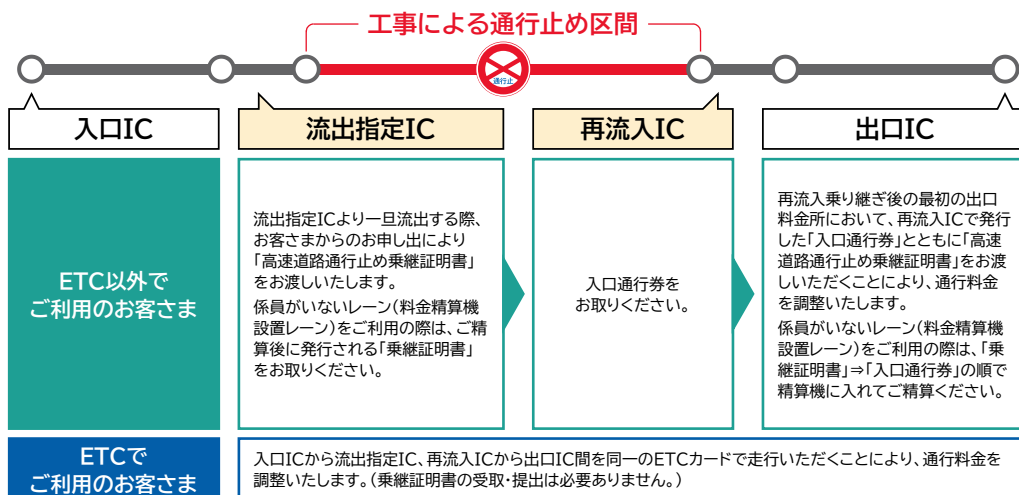 工事による通行止め区間
通行止
入口IC
流出指定IC
再流入IC
出口IC
ETC以外で
ご利用のお客さま
流出指定ICより一旦流出する際、
お客さまからのお申し出により
「高速道路通行止め乗継証明書」
をお渡しいたします。
係員がいないレーン(料金精算機
設置レーン)をご利用の際は、ご精
算後に発行される「乗継証明書」
をお取りください。
入口通行券を
お取りください。
再流入乗り継ぎ後の最初の出口
料金所において、再流入ICで発行
した「入口通行券」とともに「高速
道路通行止め乗継証明書」をお渡
しいただくことにより、通行料金
を調整いたします。
係員がいないレーン(料金精算機
設置レーン)をご利用の際は、「乗
継証明書」⇒「入口通行券」の順で
精算機に入れてご精算ください。
ETCで
ご利用のお客さま
入口ICから流出指定IC、再流入ICから出口IC間を同一のETCカードで走行いただくことにより、通行料金を
調整いたします。(乗継証明書の受取・提出は必要ありません。)